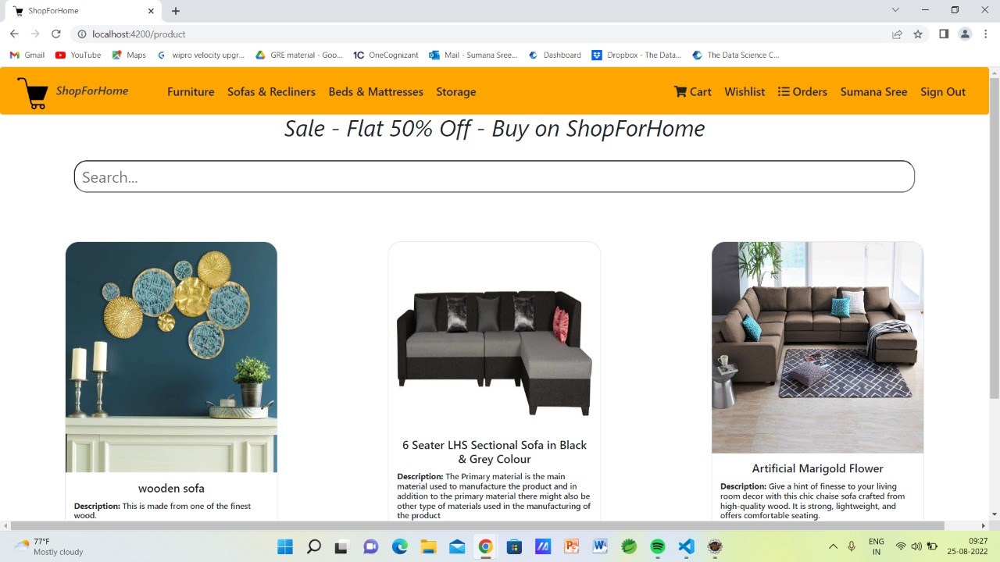 ShopForHome
localhost:4200/product
Gmail YouTube Maps wipro velocity upgr... GRE material - Goo... OneCognizant Mail - Sumana Sree... Dashboard Dropbox - The Data... The Data Science C...
ShopForHome Furniture Sofas & Recliners Beds & Mattresses Storage Cart Wishlist Orders Sumana Sree Sign Out
Sale - Flat 50% Off - Buy on ShopForHome
Search...
wooden sofa
Description: This is made from one of the finest
wood.
6 Seater LHS Sectional Sofa in Black
& Grey Colour
Description: The Primary material is the main
material used to manufacture the product and in
addition to the primary material there might also be
other type of materials used in the manufacturing of
the product
Artificial Marigold Flower
Description: Give a hint of finesse to your living
room decor with this chic chaise sofa crafted from
high-quality wood. It is strong, lightweight, and
offers comfortable seating.
77°F
Mostly cloudy
ENG
IN
09:27
25-08-2022